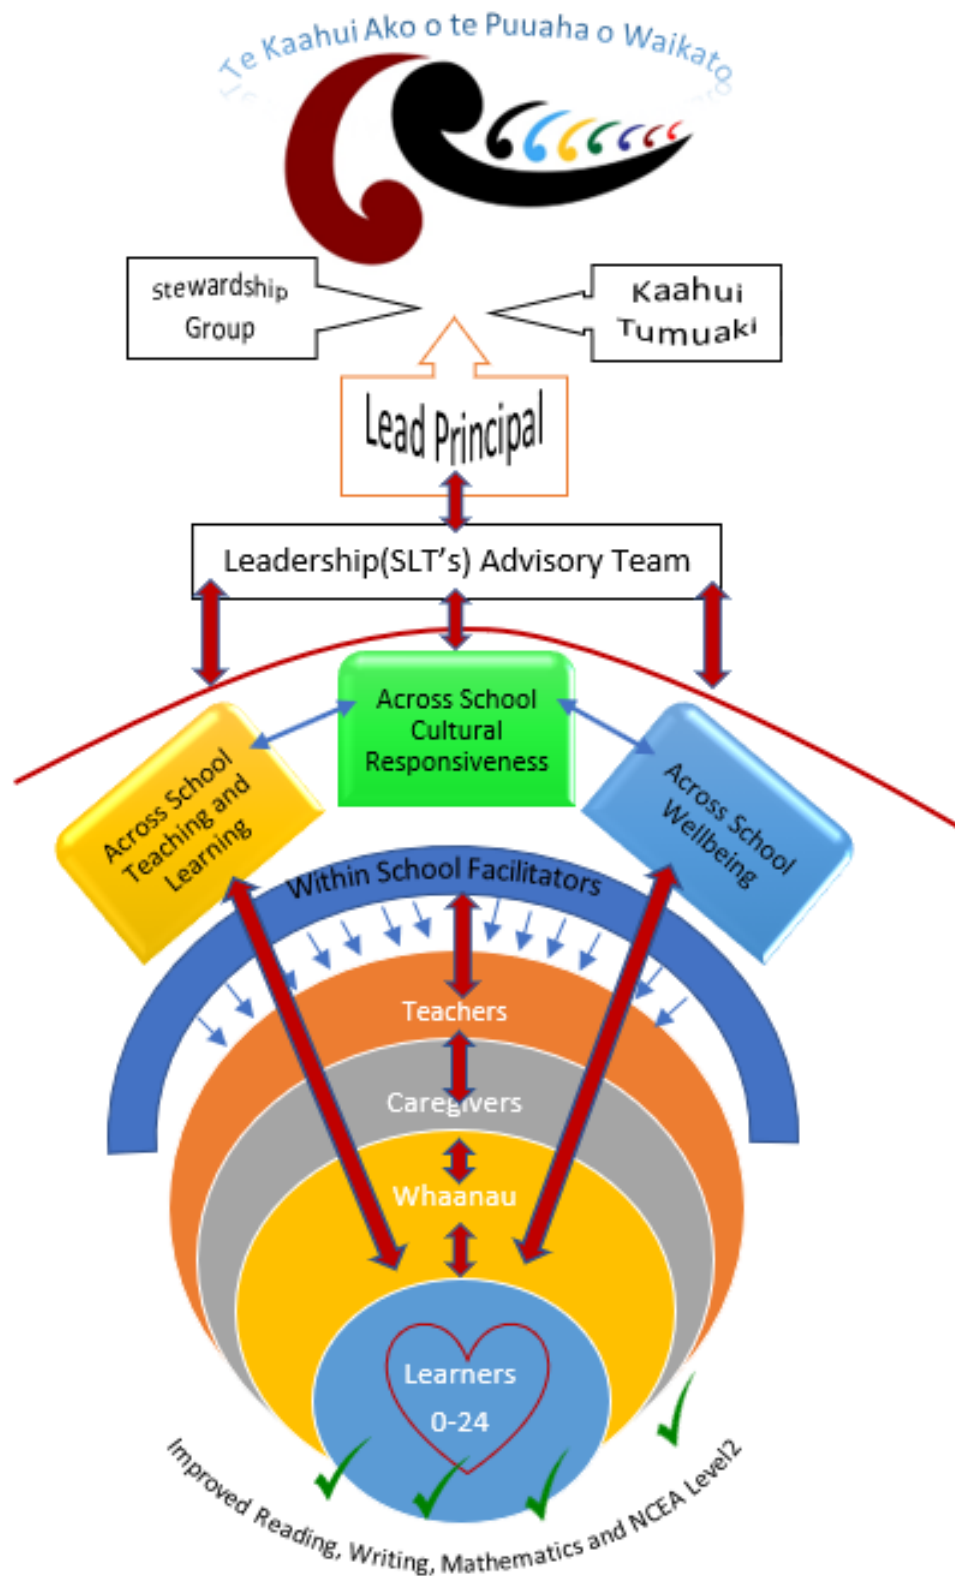 Te Kaahui Ako o te Puuaha o Waikato
Stewardship
Group
Kaahui
Tumuaki
Lead Principal
Leadership(SLT's) Advisory Team
Across School
Cultural
Responsiveness
Across School
Teaching and
Learning
Across School
Wellbeing
Within School Facilitators
Teachers
Caregivers
Whaanau
Learners
0-24
Improved Reading, Writing, Mathematics and NCEA Level2